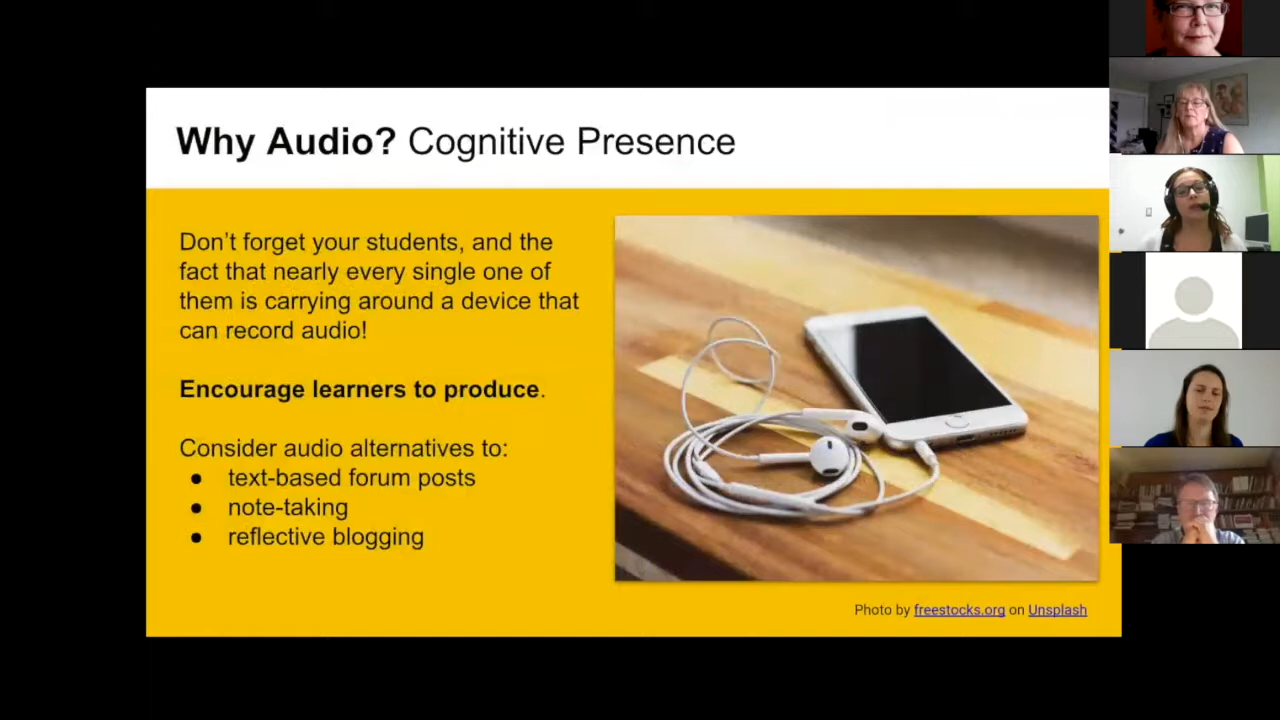 Why Audio? Cognitive Presence
Don’t forget your students, and the
fact that nearly every single one of
them is carrying around a device that
can record audio!
Encourage learners to produce.
Consider audio alternatives to:
● text-based forum posts
● note-taking
● reflective blogging
Photo by freestocks.org on Unsplash